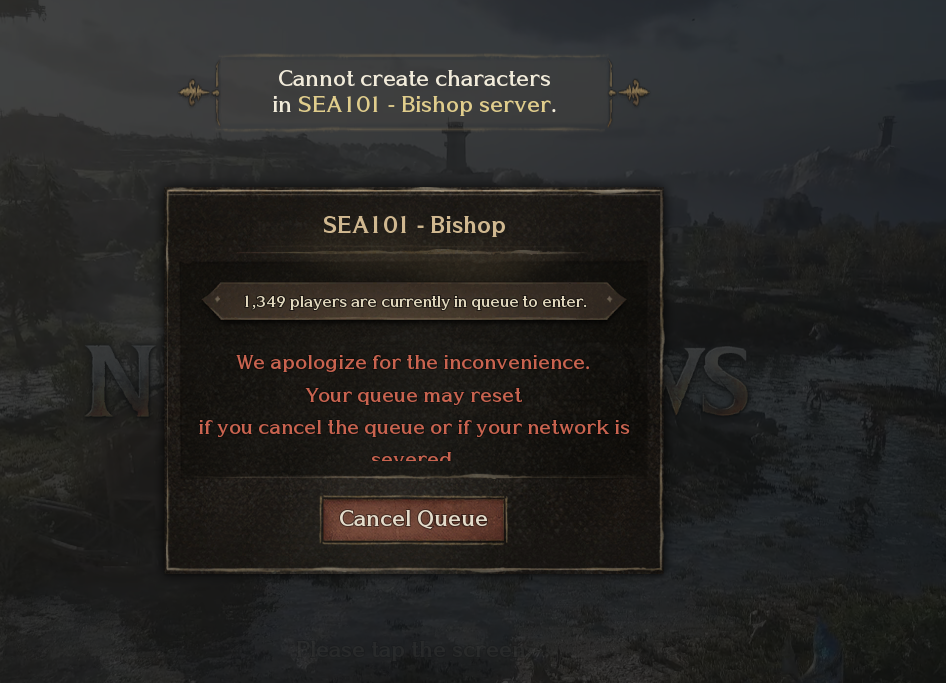 Cannot create characters
in SEA101 - Bishop server.
SEA101 - Bishop
1,349 players are currently in queue to enter.
We apologize for the inconvenience.
Your queue may reset
if you cancel the queue or if your network is
severed
Cancel Queue
Please tap the screen